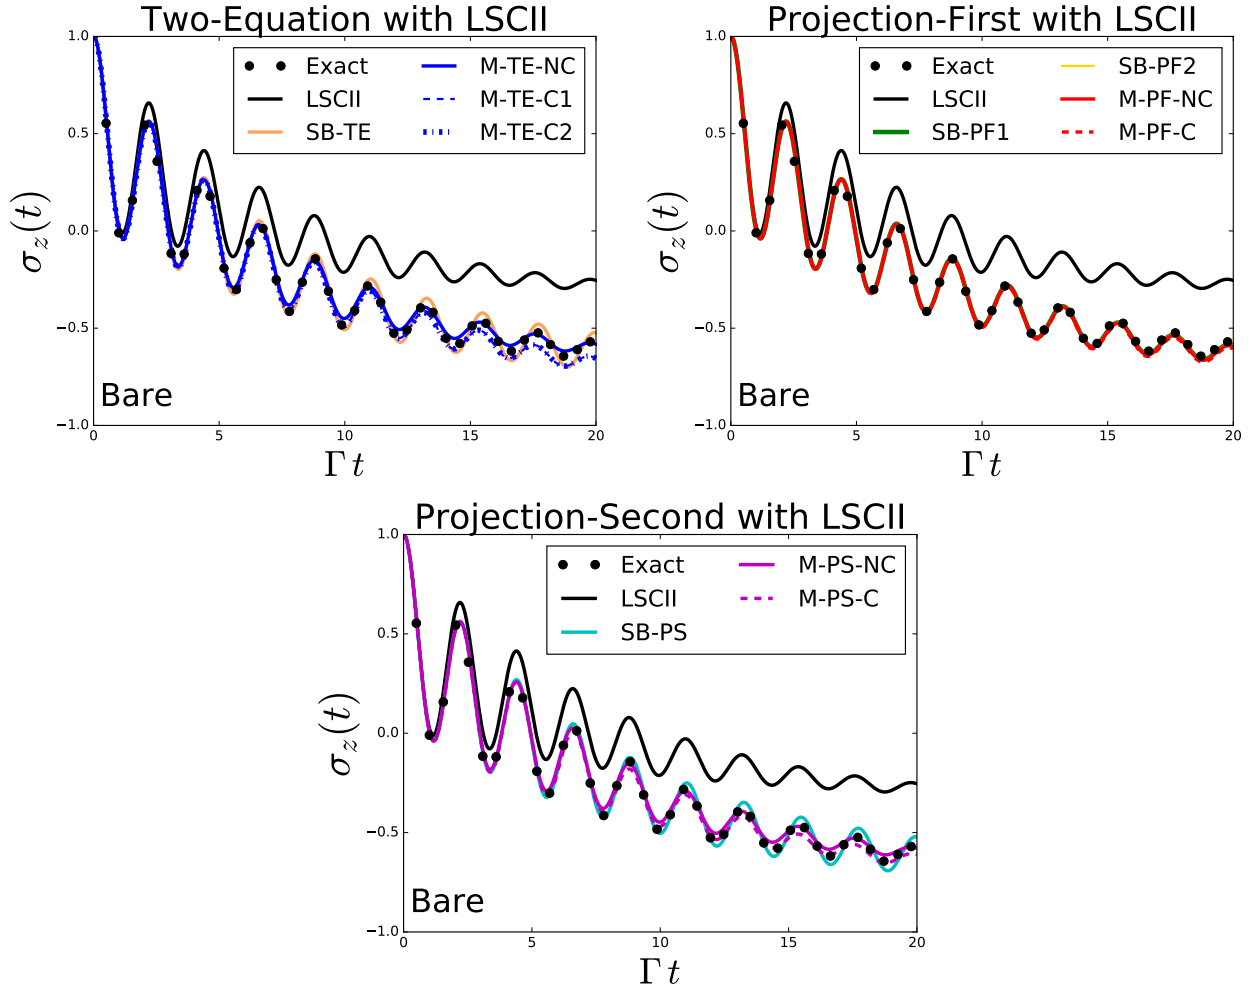 Two-Equation with LSCII
Exact
LSCII
SB-TE
M-TE-NC
M-TE-C1
M-TE-C2
1.0
0.5
0.0
−0.5
−1.0
σz(t)
Bare
0 5 10 15 20
Γ t
Projection-First with LSCII
Exact
LSCII
SB-PF1
SB-PF2
M-PF-NC
M-PF-C
1.0
0.5
0.0
−0.5
−1.0
σz(t)
Bare
0 5 10 15 20
Γ t
Projection-Second with LSCII
Exact
LSCII
SB-PS
M-PS-NC
M-PS-C
1.0
0.5
0.0
−0.5
−1.0
σz(t)
Bare
0 5 10 15 20
Γ t